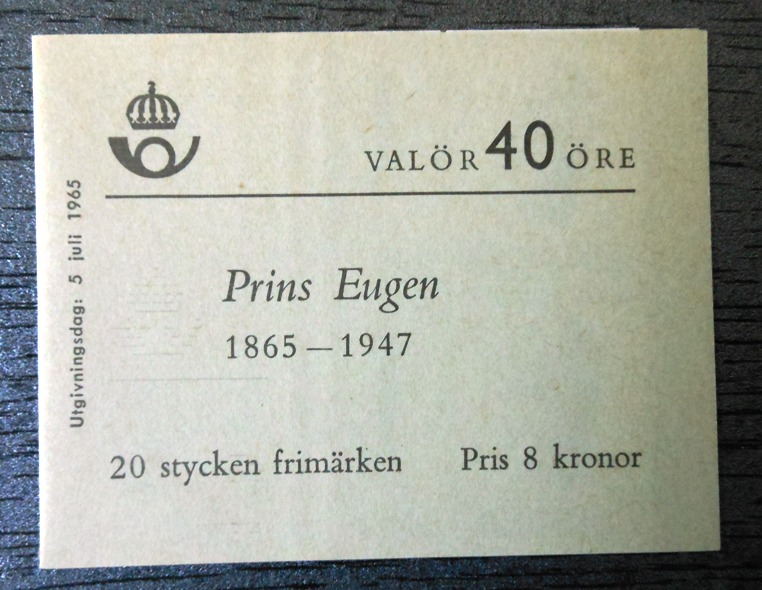 VALÖR 40 ÖRE
Utgivningsdag: 5 juli 1965
Prins Eugen
1865 – 1947
20 stycken frimärken Pris 8 kronor